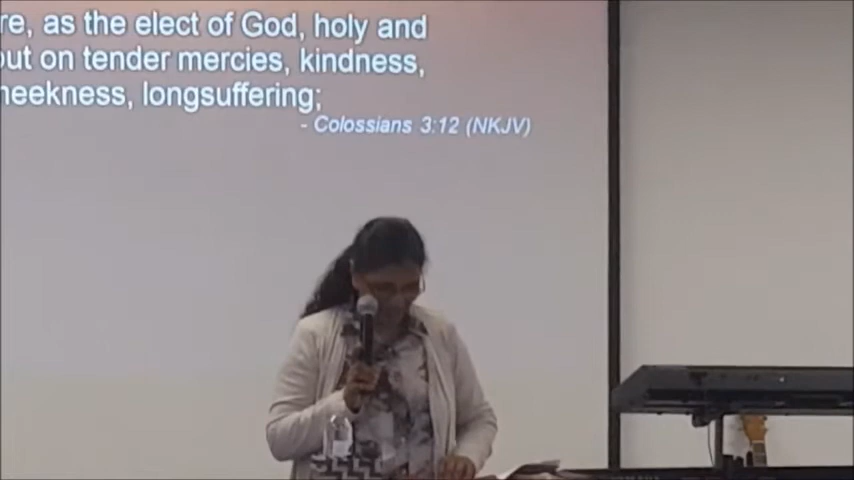 re, as the elect of God, holy and
out on tender mercies, kindness,
neekness, longsuffering;
- Colossians 3:12 (NKJV)